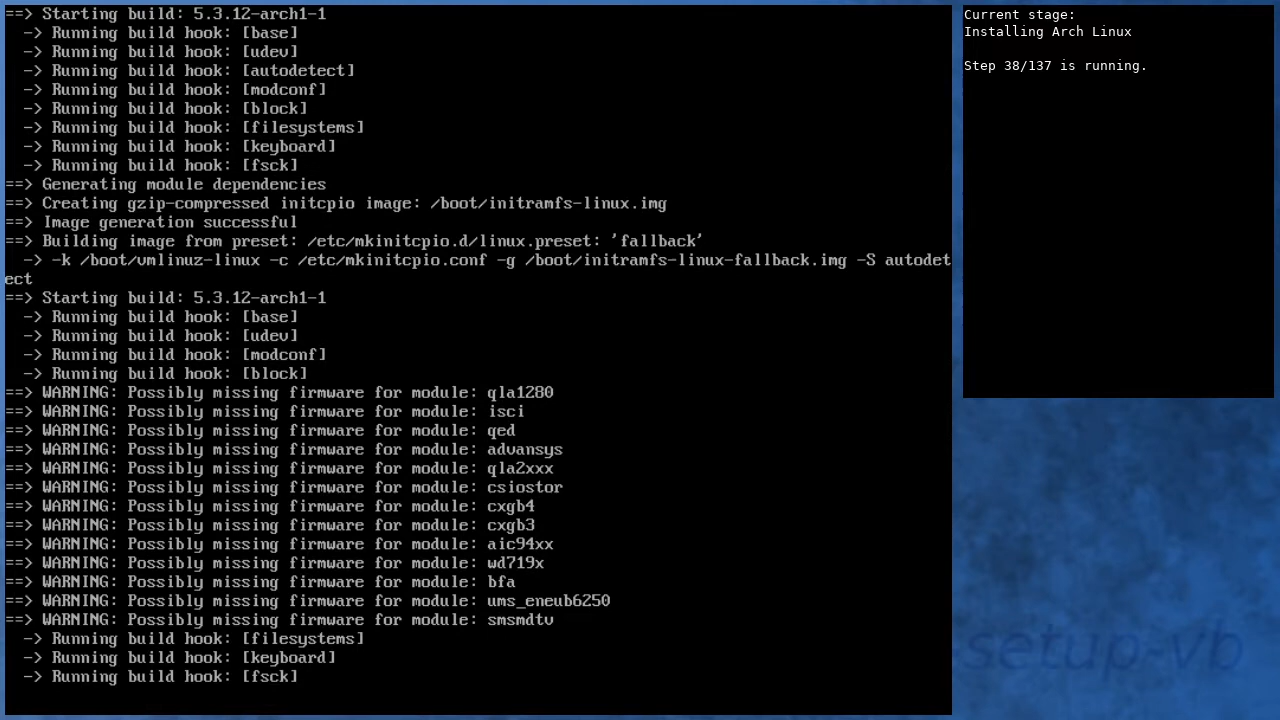 ==> Starting build: 5.3.12-arch1-1
  -> Running build hook: [base]
  -> Running build hook: [udev]
  -> Running build hook: [autodetect]
  -> Running build hook: [modconf]
  -> Running build hook: [block]
  -> Running build hook: [filesystems]
  -> Running build hook: [keyboard]
  -> Running build hook: [fsck]
==> Generating module dependencies
==> Creating gzip-compressed initcpio image: /boot/initramfs-linux.img
==> Image generation successful
==> Building image from preset: /etc/mkinitcpio.d/linux.preset: 'fallback'
  -> -k /boot/vmlinuz-linux -c /etc/mkinitcpio.conf -g /boot/initramfs-linux-fallback.img -S autodet
ect
==> Starting build: 5.3.12-arch1-1
  -> Running build hook: [base]
  -> Running build hook: [udev]
  -> Running build hook: [modconf]
  -> Running build hook: [block]
==> WARNING: Possibly missing firmware for module: qla1280
==> WARNING: Possibly missing firmware for module: isci
==> WARNING: Possibly missing firmware for module: qed
==> WARNING: Possibly missing firmware for module: advansys
==> WARNING: Possibly missing firmware for module: qla2xxx
==> WARNING: Possibly missing firmware for module: csiostor
==> WARNING: Possibly missing firmware for module: cxgb4
==> WARNING: Possibly missing firmware for module: cxgb3
==> WARNING: Possibly missing firmware for module: aic94xx
==> WARNING: Possibly missing firmware for module: wd719x
==> WARNING: Possibly missing firmware for module: bfa
==> WARNING: Possibly missing firmware for module: ums_eneub6250
==> WARNING: Possibly missing firmware for module: smsmdtv
  -> Running build hook: [filesystems]
  -> Running build hook: [keyboard]
  -> Running build hook: [fsck]
Current stage:
Installing Arch Linux
Step 38/137 is running.
setup-vb